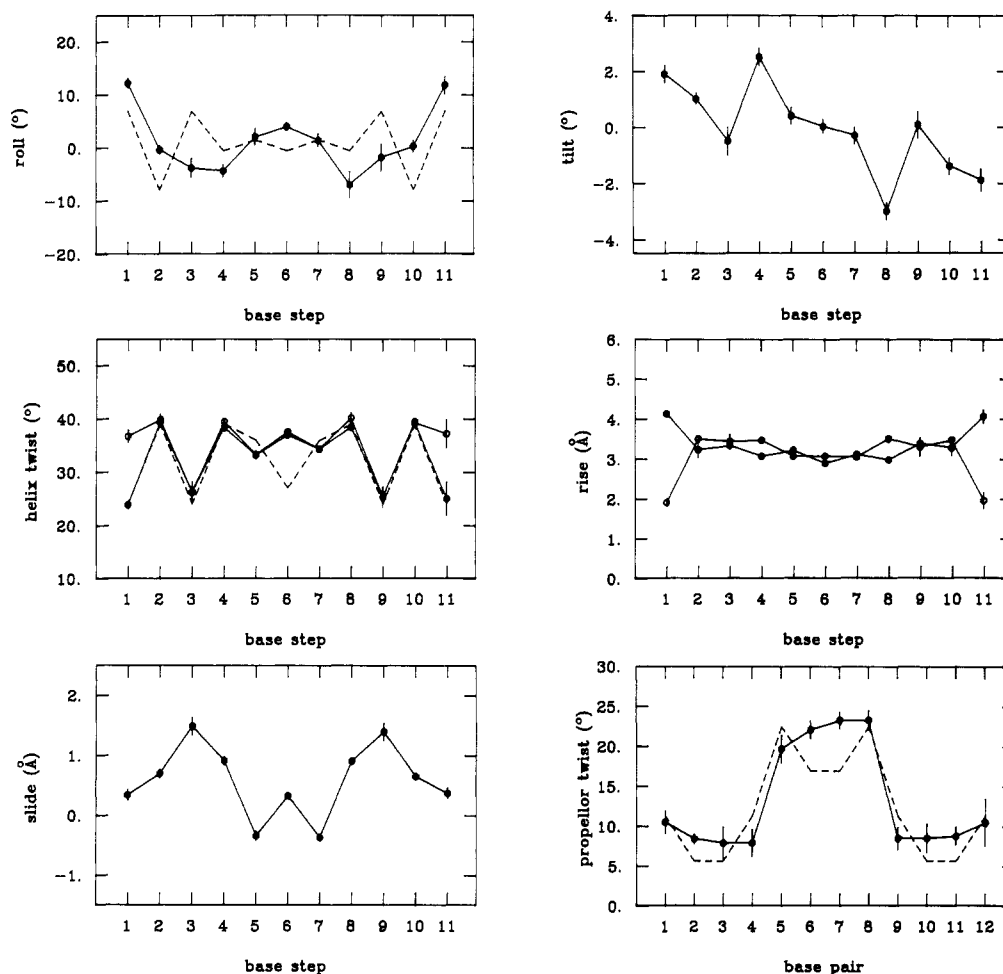 roll (°)
20.
10.
0.
−10.
−20.
1 2 3 4 5 6 7 8 9 10 11
base step
tilt (°)
4.
2.
0.
−2.
−4.
1 2 3 4 5 6 7 8 9 10 11
base step
helix twist (°)
50.
40.
30.
20.
10.
1 2 3 4 5 6 7 8 9 10 11
base step
rise (Å)
6.
5.
4.
3.
2.
1.
0.
1 2 3 4 5 6 7 8 9 10 11
base step
slide (Å)
2.
1.
0.
−1.
1 2 3 4 5 6 7 8 9 10 11
base step
propellor twist (°)
30.
25.
20.
15.
10.
5.
0.
1 2 3 4 5 6 7 8 9 10 11 12
base pair